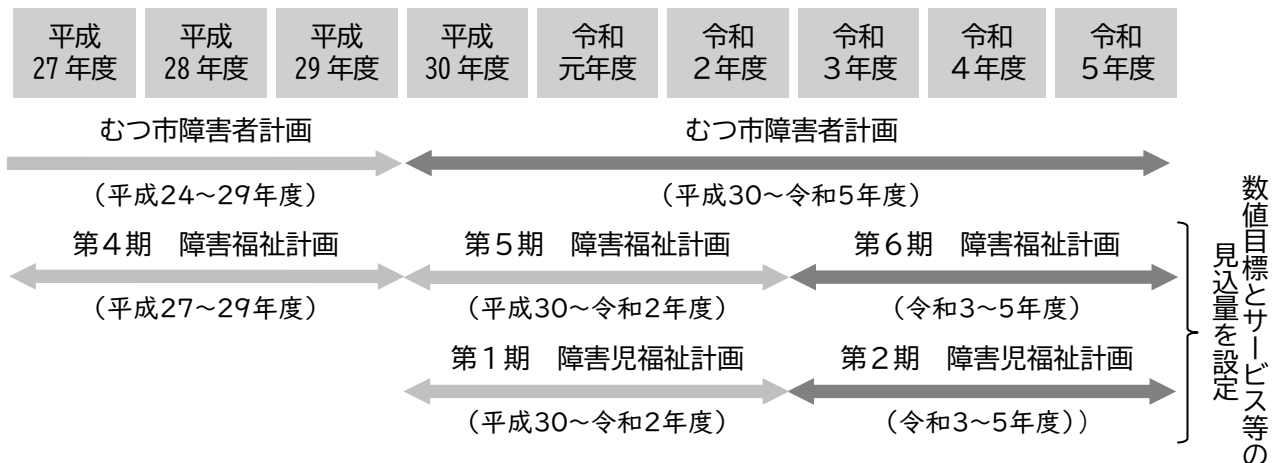 平成
27年度
平成
28年度
平成
29年度
平成
30年度
令和
元年度
令和
２年度
令和
３年度
令和
４年度
令和
５年度
むつ市障害者計画
むつ市障害者計画
（平成24～29年度）
（平成30～令和5年度）
第４期　障害福祉計画
第５期　障害福祉計画
第６期　障害福祉計画
（平成27～29年度）
（平成30～令和2年度）
（令和3～5年度）
第１期　障害児福祉計画
第２期　障害児福祉計画
（平成30～令和2年度）
（令和3～5年度））
数値目標とサービス等の
見込量を設定